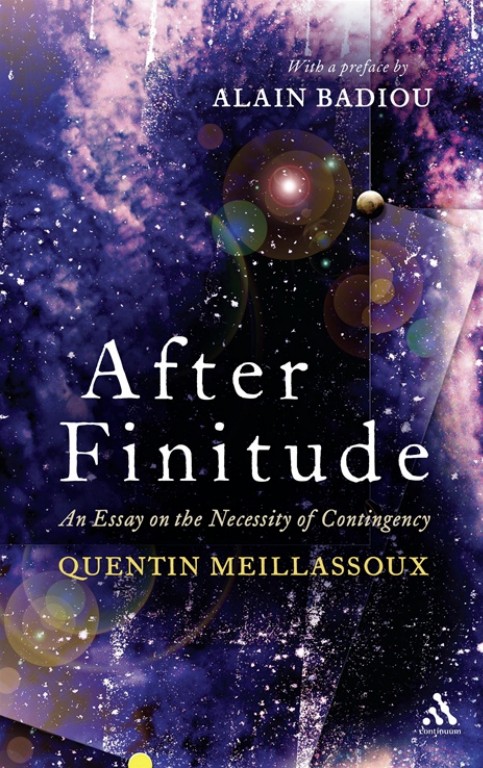 With a preface by
ALAIN BADIOU
After
Finitude
An Essay on the Necessity of Contingency
QUENTIN MEILLASSOUX
continuum